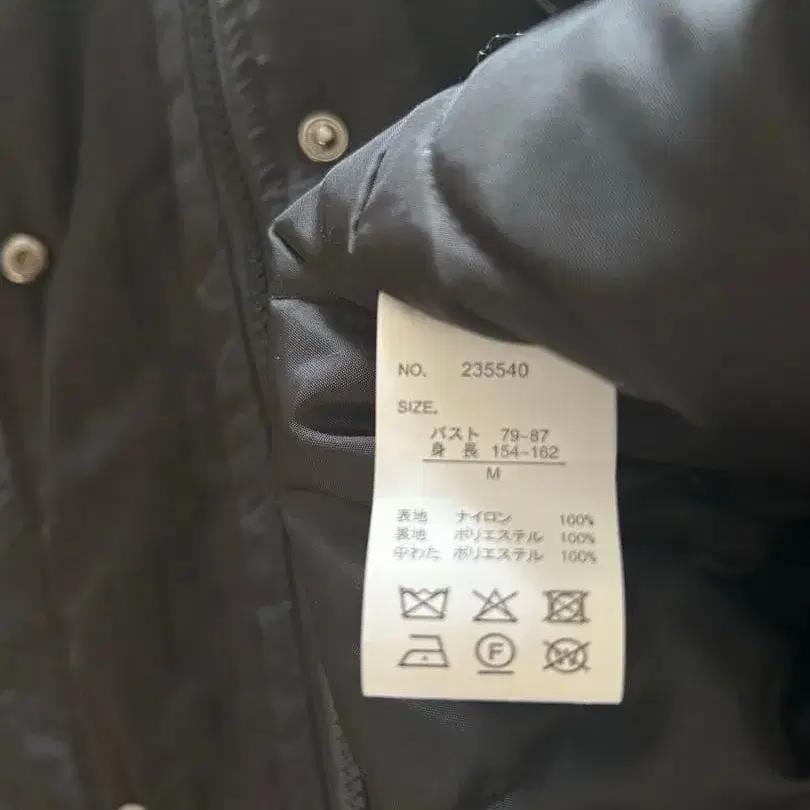 NO. 235540
SIZE.
バスト 79-87
身 長 154-162
M
表地 ナイロン 100%
裏地 ポリエステル 100%
中わた ポリエステル 100%
F
W